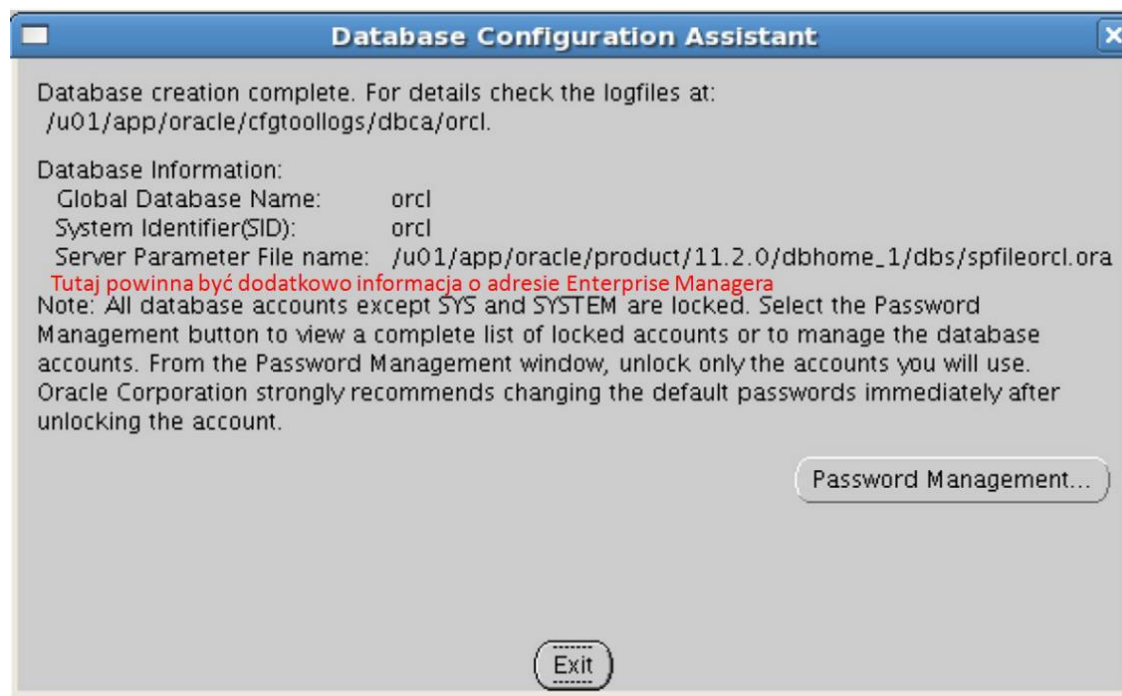 Database Configuration Assistant
Database creation complete. For details check the logfiles at:
/u01/app/oracle/cfgtoollogs/dbca/orcl.
Database Information:
Global Database Name: orcl
System Identifier(SID): orcl
Server Parameter File name: /u01/app/oracle/product/11.2.0/dbhome_1/dbs/spfileorcl.ora
Tutaj powinna być dodatkowo informacja o adresie Enterprise Managera
Note: All database accounts except SYS and SYSTEM are locked. Select the Password
Management button to view a complete list of locked accounts or to manage the database
accounts. From the Password Management window, unlock only the accounts you will use.
Oracle Corporation strongly recommends changing the default passwords immediately after
unlocking the account.
Password Management...
Exit